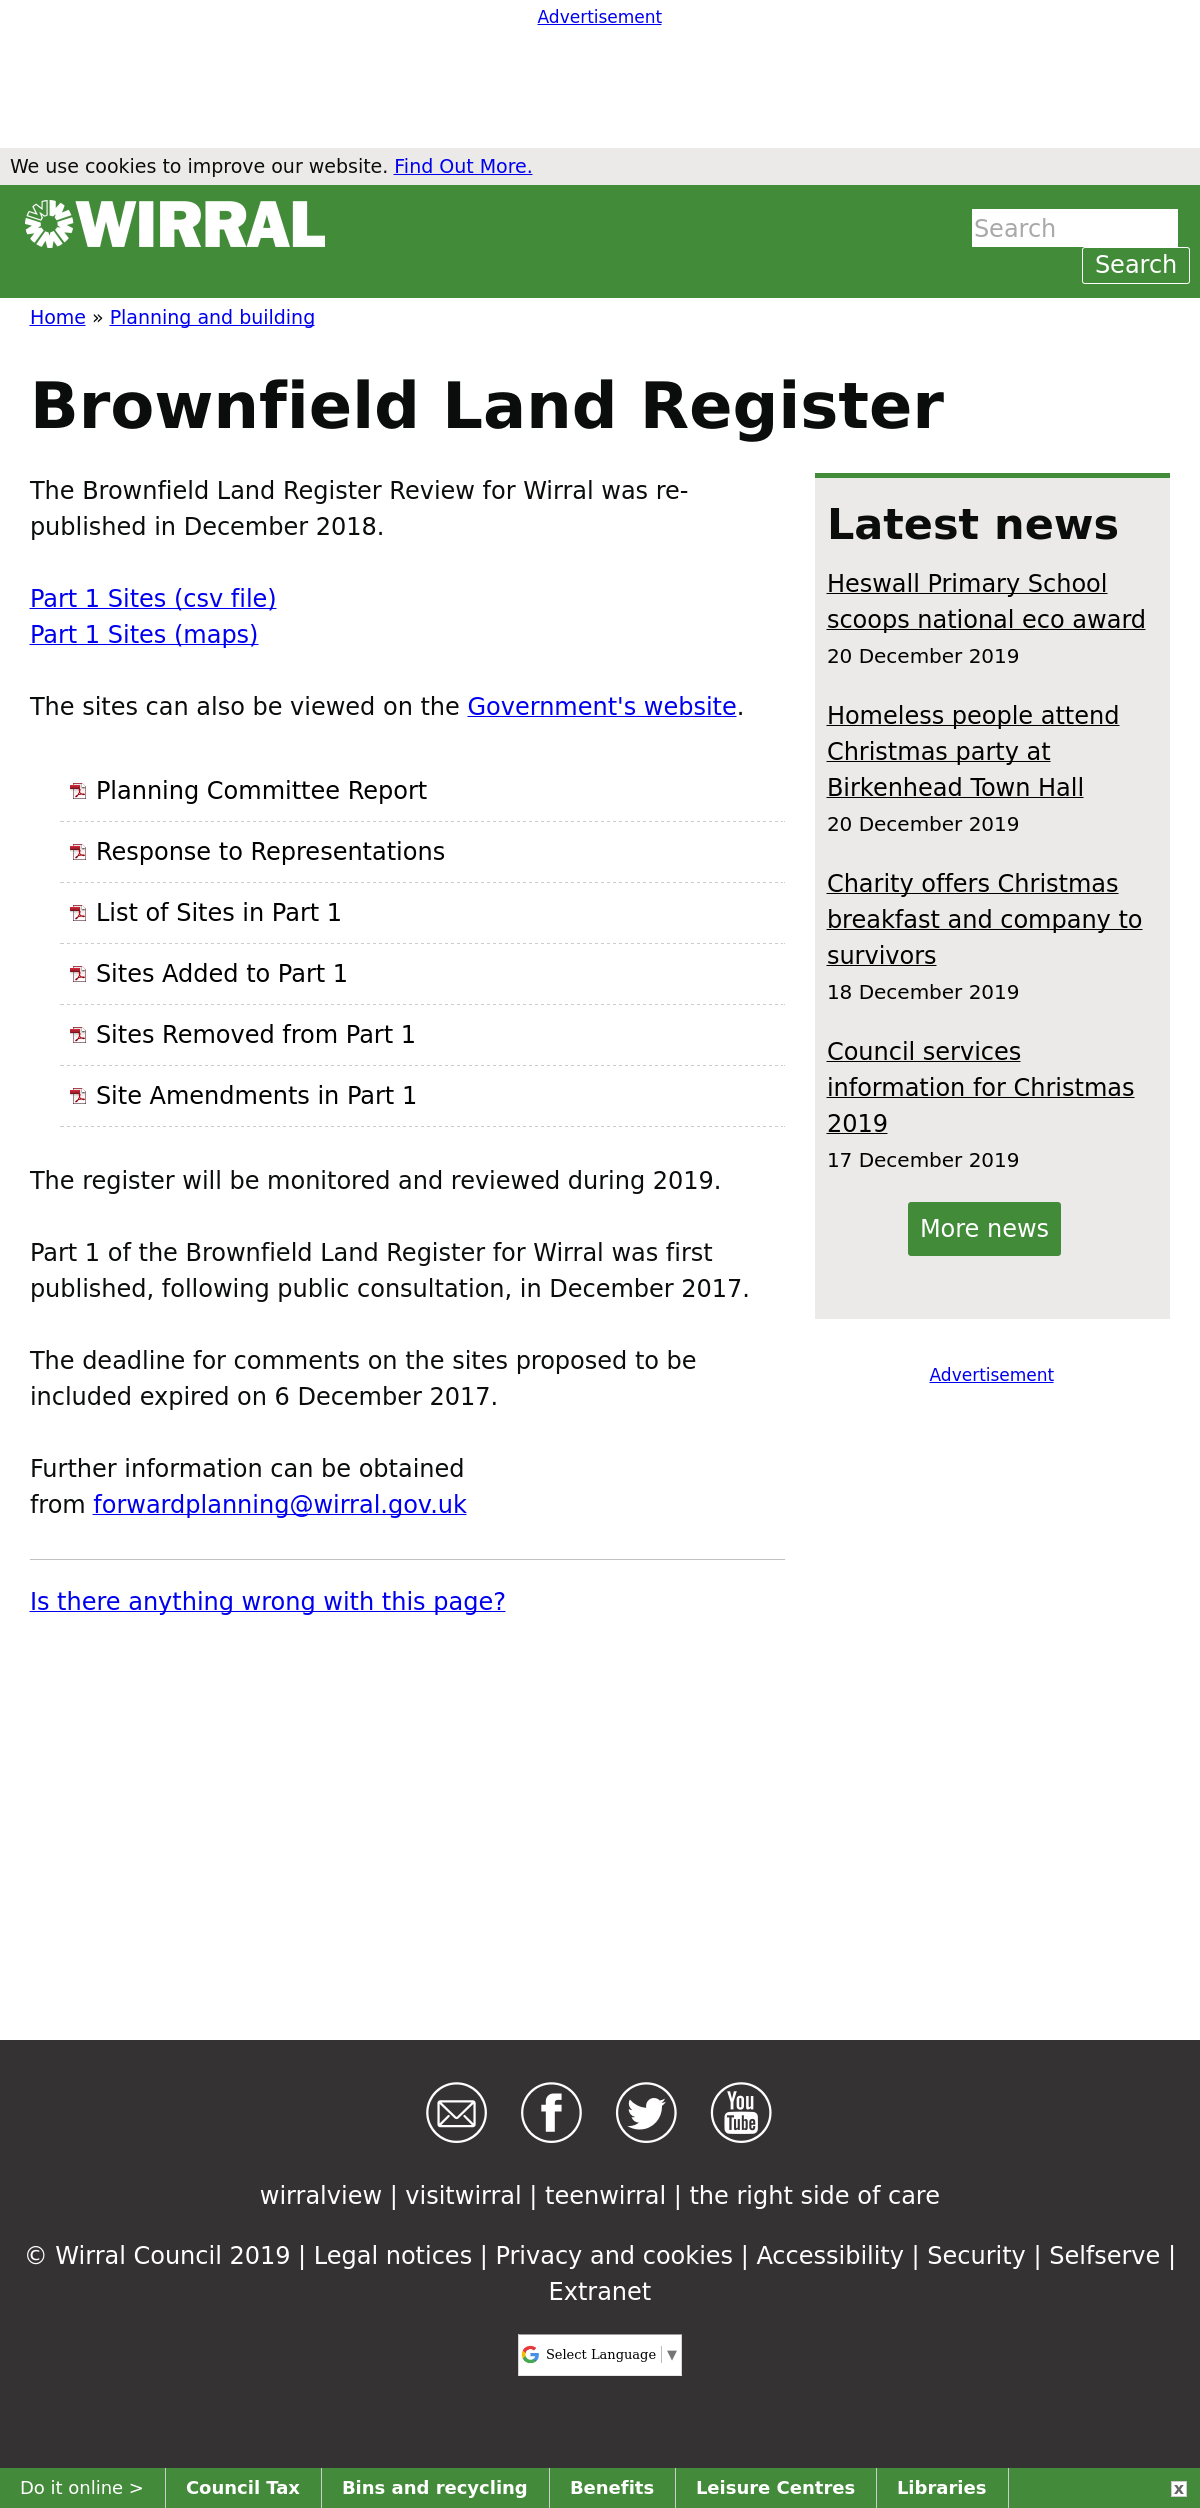 Advertisement
We use cookies to improve our website. Find Out More.
WIRRAL
Search
Search
Home » Planning and building
Brownfield Land Register
The Brownfield Land Register Review for Wirral was re-
published in December 2018.
Part 1 Sites (csv file)
Part 1 Sites (maps)
The sites can also be viewed on the Government's website.
Planning Committee Report
Response to Representations
List of Sites in Part 1
Sites Added to Part 1
Sites Removed from Part 1
Site Amendments in Part 1
The register will be monitored and reviewed during 2019.
Part 1 of the Brownfield Land Register for Wirral was first
published, following public consultation, in December 2017.
The deadline for comments on the sites proposed to be
included expired on 6 December 2017.
Further information can be obtained
from forwardplanning@wirral.gov.uk
Is there anything wrong with this page?
Latest news
Heswall Primary School
scoops national eco award
20 December 2019
Homeless people attend
Christmas party at
Birkenhead Town Hall
20 December 2019
Charity offers Christmas
breakfast and company to
survivors
18 December 2019
Council services
information for Christmas
2019
17 December 2019
More news
Advertisement
You
Tube
wirralview | visitwirral | teenwirral | the right side of care
© Wirral Council 2019 | Legal notices | Privacy and cookies | Accessibility | Security | Selfserve |
Extranet
Select Language ▼
Do it online > Council Tax Bins and recycling Benefits Leisure Centres Libraries x